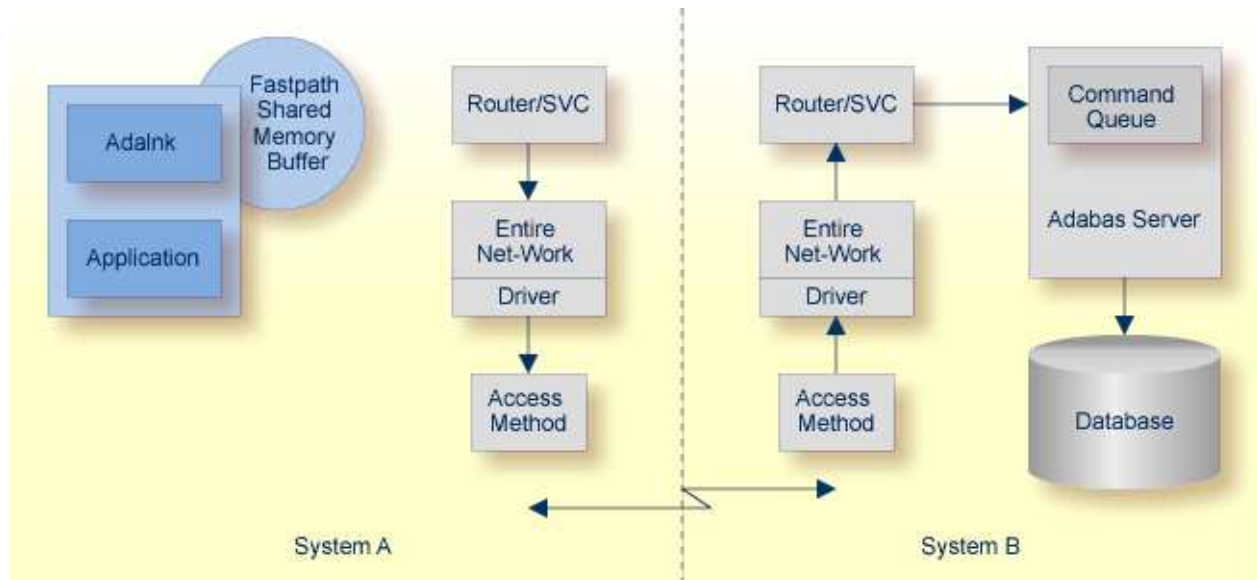 Fastpath
Shared
Memory
Buffer
Adalnk
Application
Router/SVC
Entire
Net-Work
Driver
Access
Method
System A
Router/SVC
Entire
Net-Work
Driver
Access
Method
Command
Queue
Adabas Server
Database
System B